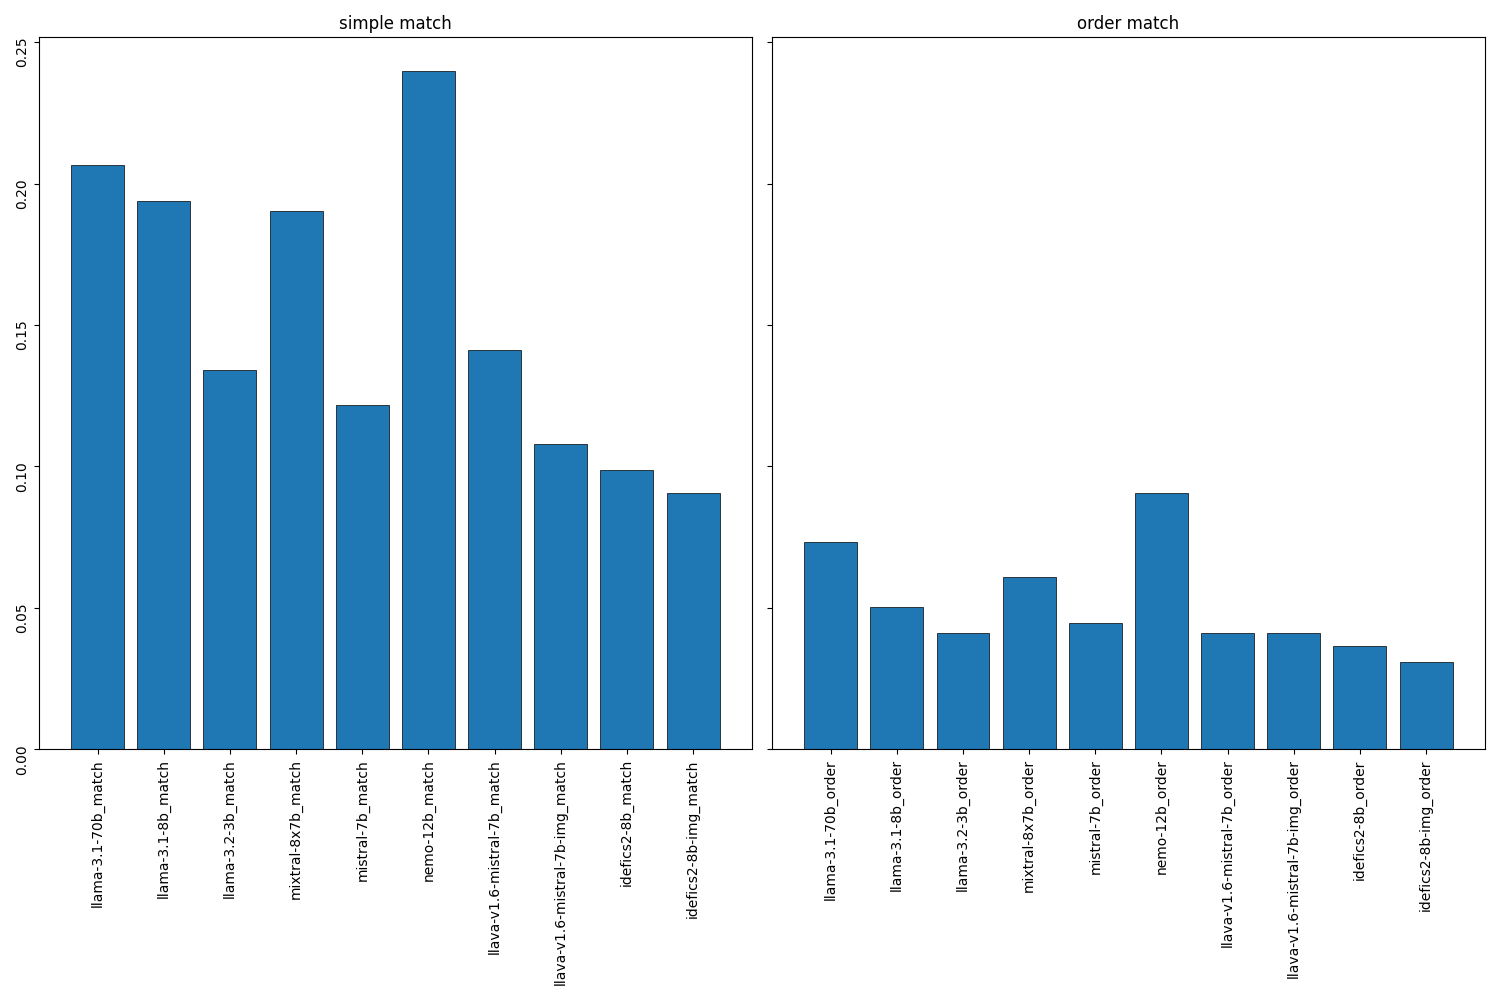 simple match
order match
0.25
0.20
0.15
0.10
0.05
0.00
llama-3.1-70b_match
llama-3.1-8b_match
llama-3.2-3b_match
mixtral-8x7b_match
mistral-7b_match
nemo-12b_match
llava-v1.6-mistral-7b_match
llava-v1.6-mistral-7b-img_match
idefics2-8b_match
idefics2-8b-img_match
llama-3.1-70b_order
llama-3.1-8b_order
llama-3.2-3b_order
mixtral-8x7b_order
mistral-7b_order
nemo-12b_order
llava-v1.6-mistral-7b_order
llava-v1.6-mistral-7b-img_order
idefics2-8b_order
idefics2-8b-img_order